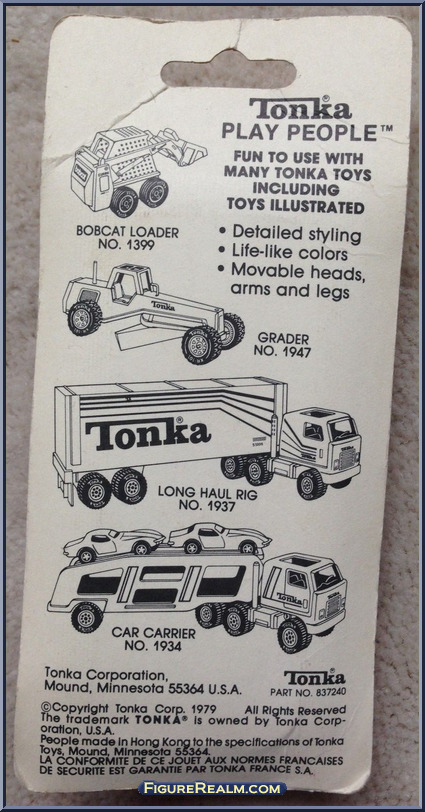 Tonka®
PLAY PEOPLE™
FUN TO USE WITH
MANY TONKA TOYS
INCLUDING
TOYS ILLUSTRATED
• Detailed styling
• Life-like colors
• Movable heads,
arms and legs
BOBCAT LOADER
NO. 1399
Tonka
GRADER
NO. 1947
Tonka®
LONG HAUL RIG
NO. 1937
Tonka
CAR CARRIER
NO. 1934
Tonka Corporation,
Mound, Minnesota 55364 U.S.A.
Tonka®
PART NO. 837240
©Copyright Tonka Corp. 1979 All Rights Reserved
The trademark TONKA® is owned by Tonka Corp-
oration, U.S.A.
People made in Hong Kong to the specifications of Tonka
Toys, Mound, Minnesota 55364.
LA CONFORMITE DE CE JOUET AUX NORMES FRANCAISES
DE SECURITE EST GARANTIE PAR TONKA FRANCE S.A.
FigureRealm.com